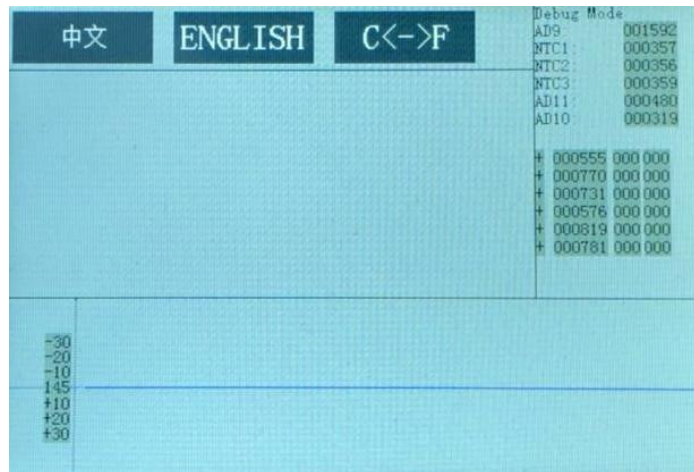 中文 ENGLISH C<->F
Debug Mode
AD9: 001592
NTC1: 000357
NTC2: 000356
NTC3: 000359
AD11: 000480
AD10: 000319
+ 000555 000 000
+ 000770 000 000
+ 000731 000 000
+ 000576 000 000
+ 000819 000 000
+ 000781 000 000
-30
-20
-10
145
+10
+20
+30